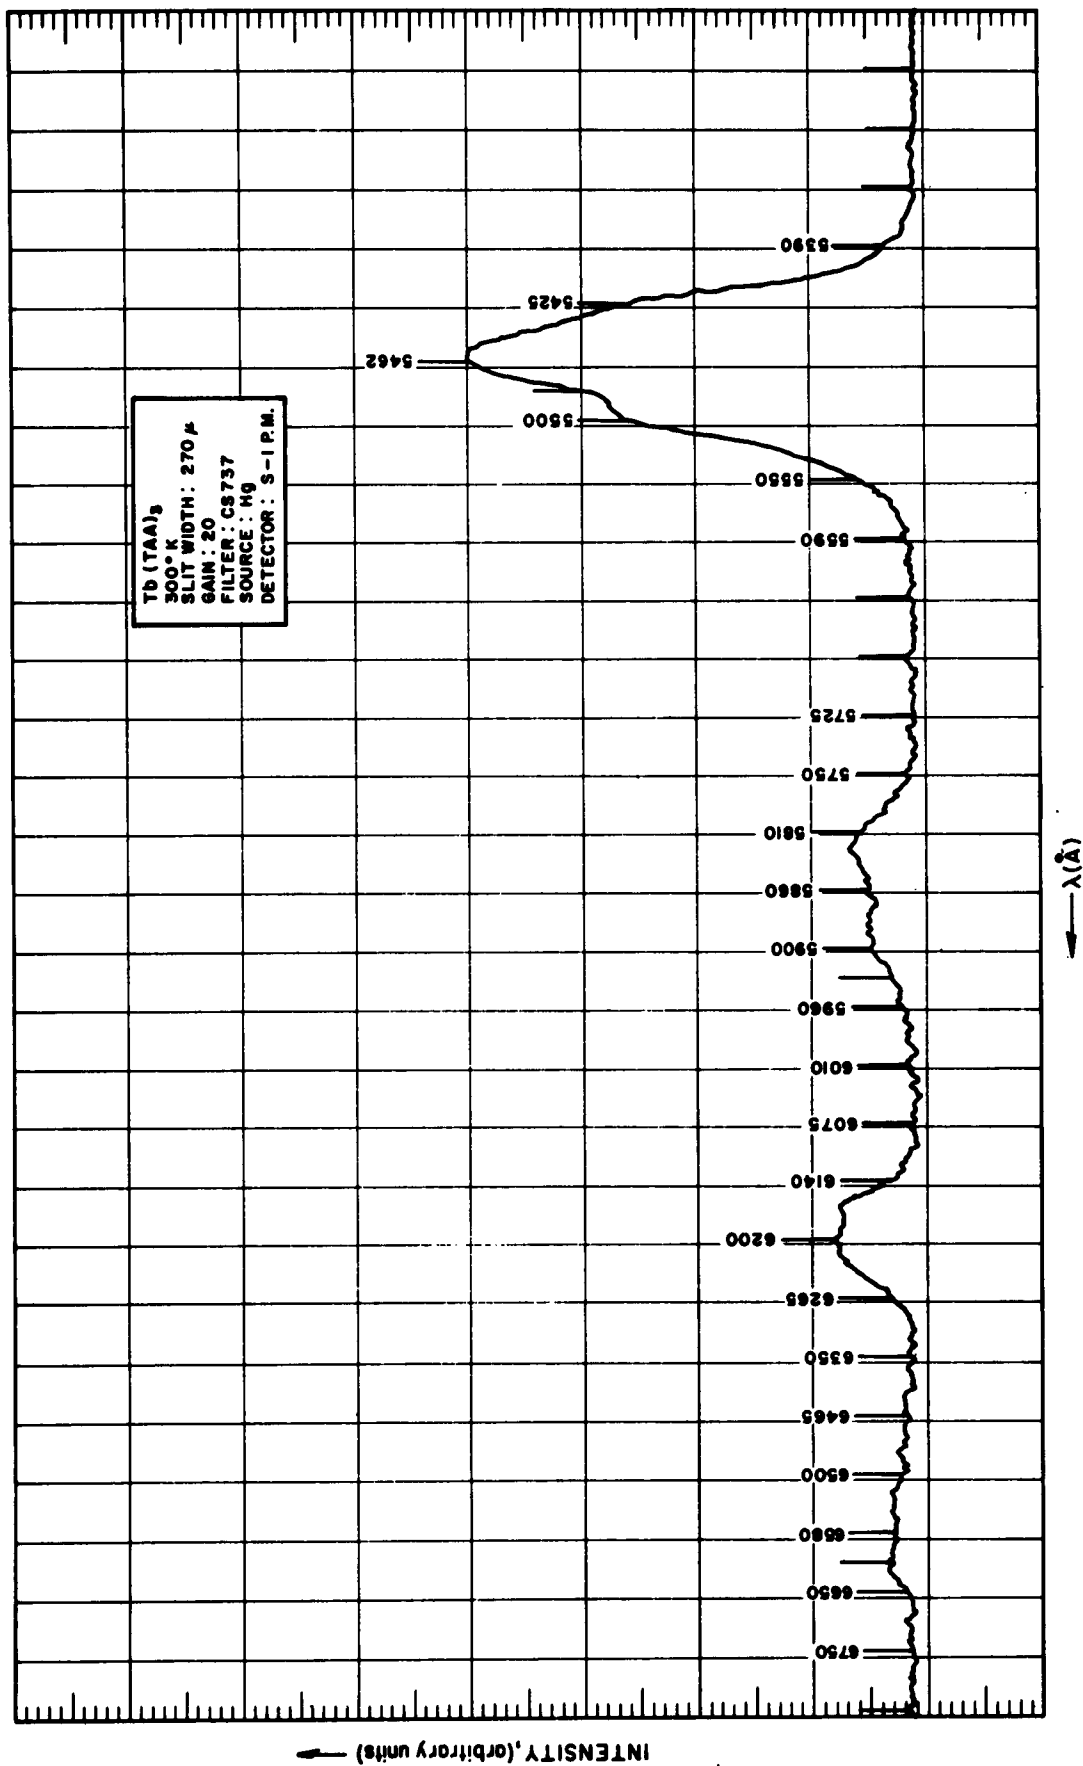 Tb (TAA)3
300° K
SLIT WIDTH: 270 μ
GAIN: 20
FILTER: CS737
SOURCE: Hg
DETECTOR: S-1 P.M.
5390
5425
5462
5500
5550
5590
5725
5750
5810
5860
5900
5960
6010
6075
6140
6200
6265
6350
6465
6500
6580
6650
6750
λ(Å)
INTENSITY, (arbitrary units)